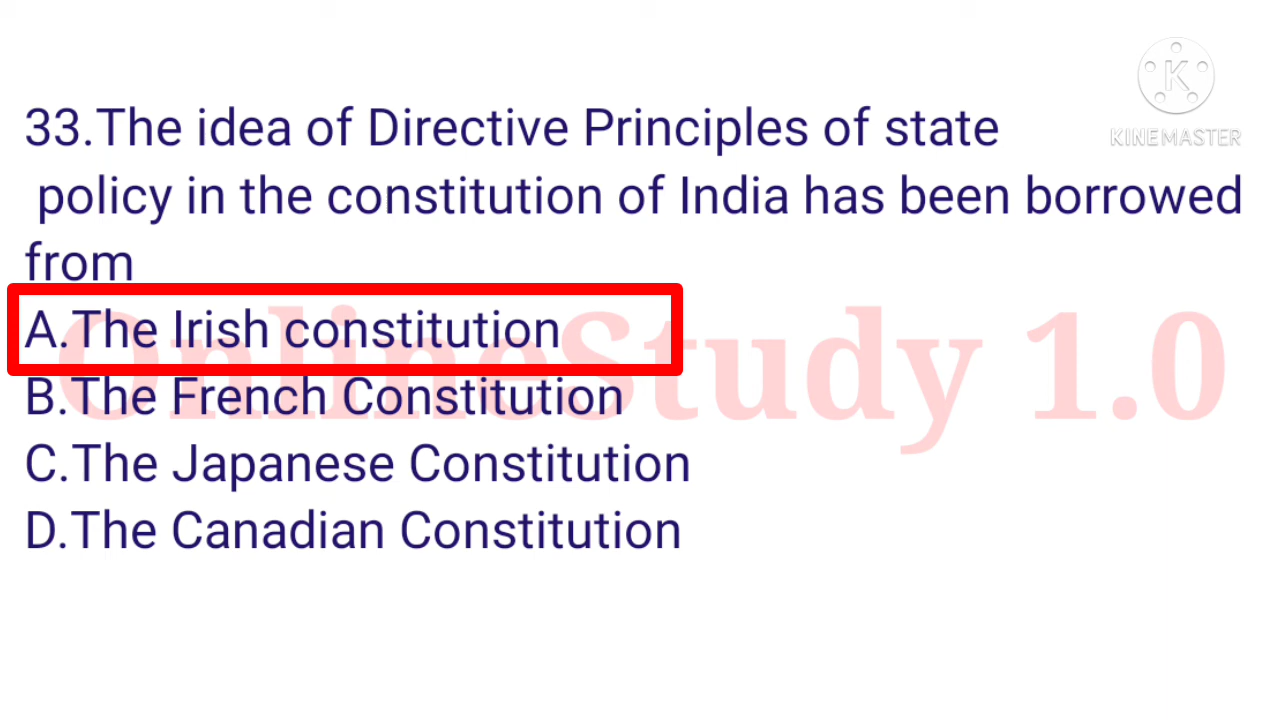 KINEMASTER
33.The idea of Directive Principles of state
policy in the constitution of India has been borrowed
from
A.The Irish constitution
B.The French Constitution
OnlineStudy 1.0
C.The Japanese Constitution
D.The Canadian Constitution